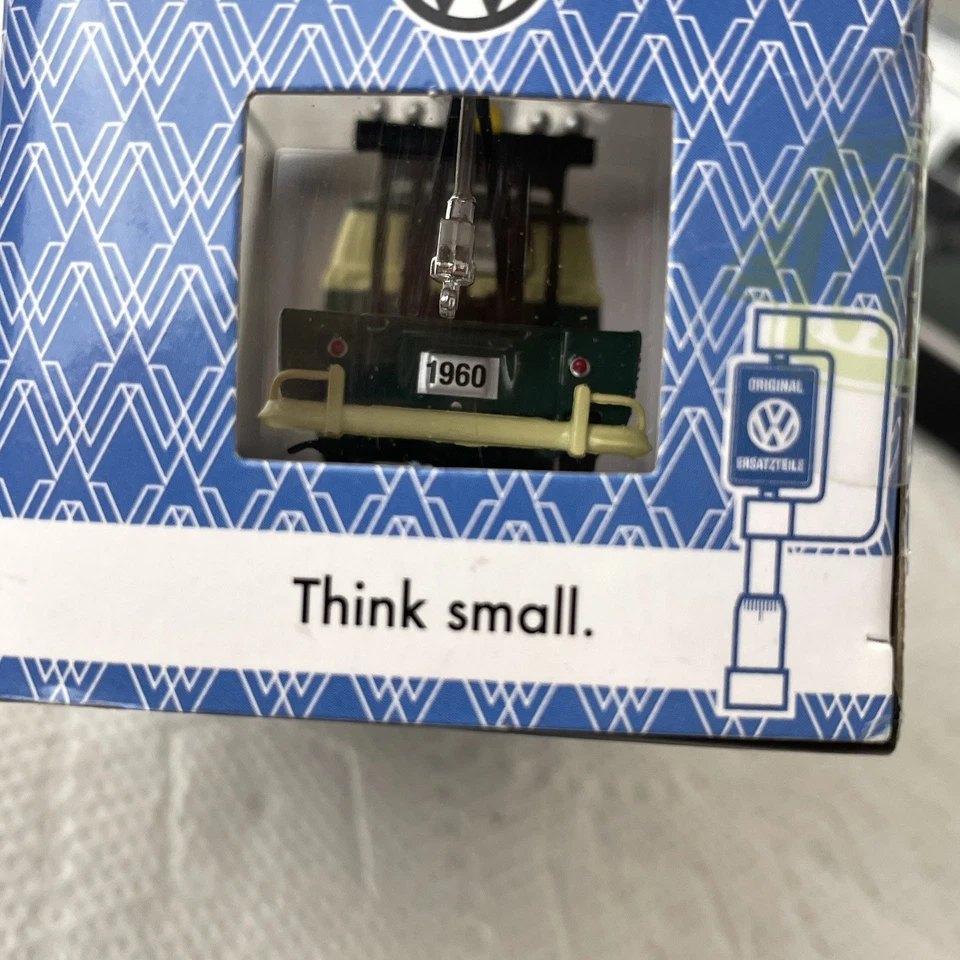 1960
ORIGINAL
ERSATZTEILE
Think small.